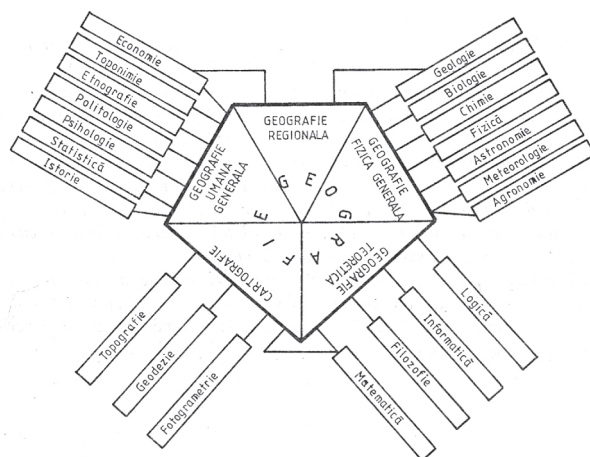 Economie
Toponimie
Etnografie
Politologie
Psihologie
Statistică
Istorie
Geologie
Biologie
Chimie
Fizică
Astronomie
Meteorologie
Agronomie
GEOGRAFIE
REGIONALA
GEOGRAFIE
UMANA
GENERALA
GEOGRAFIE
FIZICA GENERALA
GEOGRAFIE
CARTOGRAFIE
GEOGRAFIE
TEORETICA
Topografie
Geodezie
Fotogrametrie
Matematică
Filozofie
Informatică
Logică